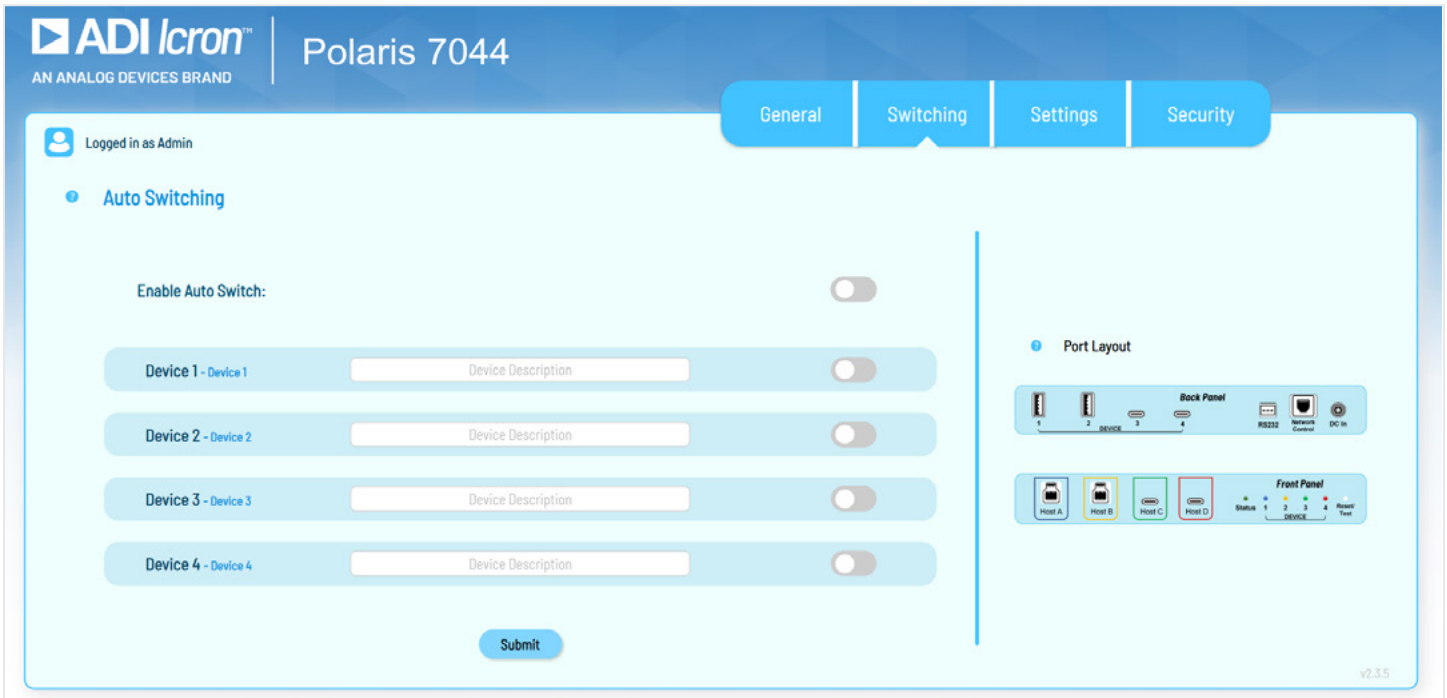 ADI Icron™
AN ANALOG DEVICES BRAND
Polaris 7044
General
Switching
Settings
Security
Logged in as Admin
? Auto Switching
Enable Auto Switch:
Device 1 - Device 1 Device Description
Device 2 - Device 2 Device Description
Device 3 - Device 3 Device Description
Device 4 - Device 4 Device Description
Submit
? Port Layout
Back Panel
1 2 3 4
DEVICE
RS232
Network Control
DC In
Front Panel
Host A
Host B
Host C
Host D
Status 1 2 3 4
DEVICE
Reset/
Test
v2.3.5